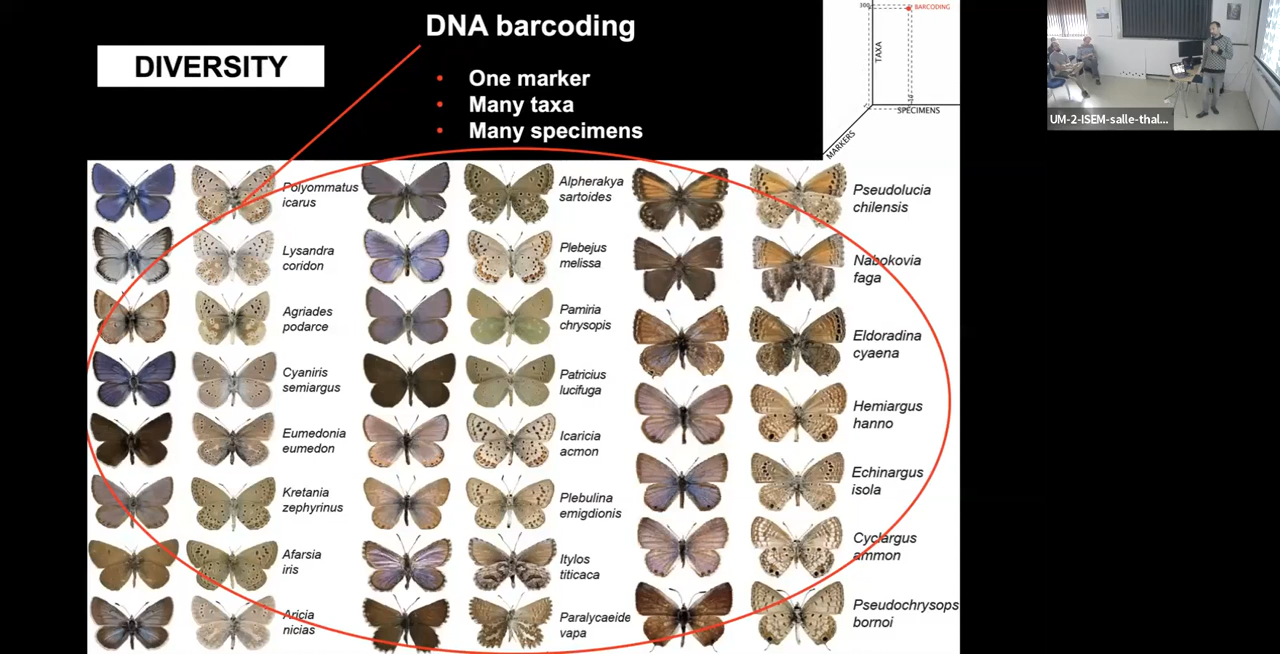 DNA barcoding
DIVERSITY
• One marker
• Many taxa
• Many specimens
300
BARCODING
TAXA
SPECIMENS
MARKERS
UM-2-ISEM-salle-thal...
Polyommatus
icarus
Lysandra
coridon
Agriades
podarce
Cyaniris
semiargus
Eumedonia
eumedon
Kretania
zephyrinus
Afarsia
iris
Aricia
nicias
Alpherakya
sartoides
Plebejus
melissa
Pamiria
chrysopis
Patricius
lucifuga
Icaricia
acmon
Plebulina
emigdionis
Itylos
titicaca
Paralycaeide
vapa
Pseudolucia
chilensis
Nabokovia
faga
Eldoradina
cyaena
Hemiargus
hanno
Echinargus
isola
Cyclargus
ammon
Pseudochrysops
bornoi